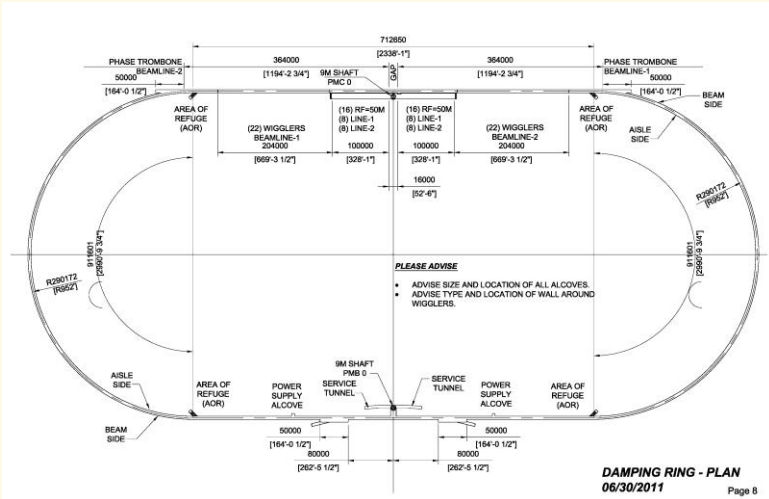 712650
[2338'-1"]
PHASE TROMBONE
BEAMLINE-2
364000
[1194'-2 3/4"]
9M SHAFT
PMC 0
GAP
364000
[1194'-2 3/4"]
PHASE TROMBONE
BEAMLINE-1
50000
[164'-0 1/2"]
50000
[164'-0 1/2"]
BEAM
SIDE
AISLE
SIDE
AREA OF
REFUGE
(AOR)
(16) RF=50M
(8) LINE-1
(8) LINE-2
(16) RF=50M
(8) LINE-1
(8) LINE-2
AREA OF
REFUGE
(AOR)
(22) WIGGLERS
BEAMLINE-1
204000
[669'-3 1/2"]
100000
[328'-1"]
100000
[328'-1"]
(22) WIGGLERS
BEAMLINE-2
204000
[669'-3 1/2"]
16000
[52'-6"]
R290172
[R952']
911601
[2990'-9 3/4"]
911601
[2990'-9 3/4"]
R290172
[R952']
PLEASE ADVISE
• ADVISE SIZE AND LOCATION OF ALL ALCOVES.
• ADVISE TYPE AND LOCATION OF WALL AROUND
WIGGLERS.
AISLE
SIDE
BEAM
SIDE
AREA OF
REFUGE
(AOR)
POWER
SUPPLY
ALCOVE
9M SHAFT
PMB 0
SERVICE
TUNNEL
SERVICE
TUNNEL
POWER
SUPPLY
ALCOVE
AREA OF
REFUGE
(AOR)
50000
[164'-0 1/2"]
50000
[164'-0 1/2"]
80000
[262'-5 1/2"]
80000
[262'-5 1/2"]
DAMPING RING - PLAN
06/30/2011
Page 8